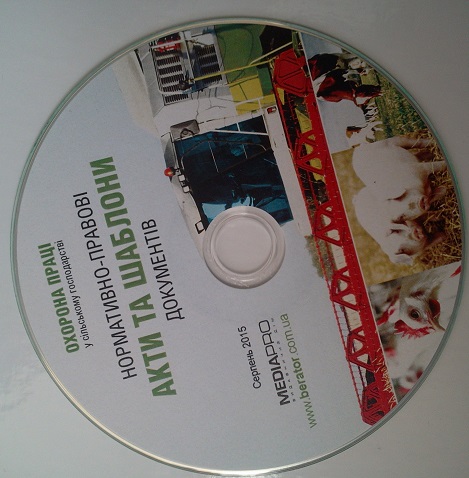 ОХОРОНА ПРАЦІ
у сільському господарстві
НОРМАТИВНО-ПРАВОВІ
АКТИ ТА ШАБЛОНИ
ДОКУМЕНТІВ
Серпень 2015
MEDIAPRO
www.berator.com.ua